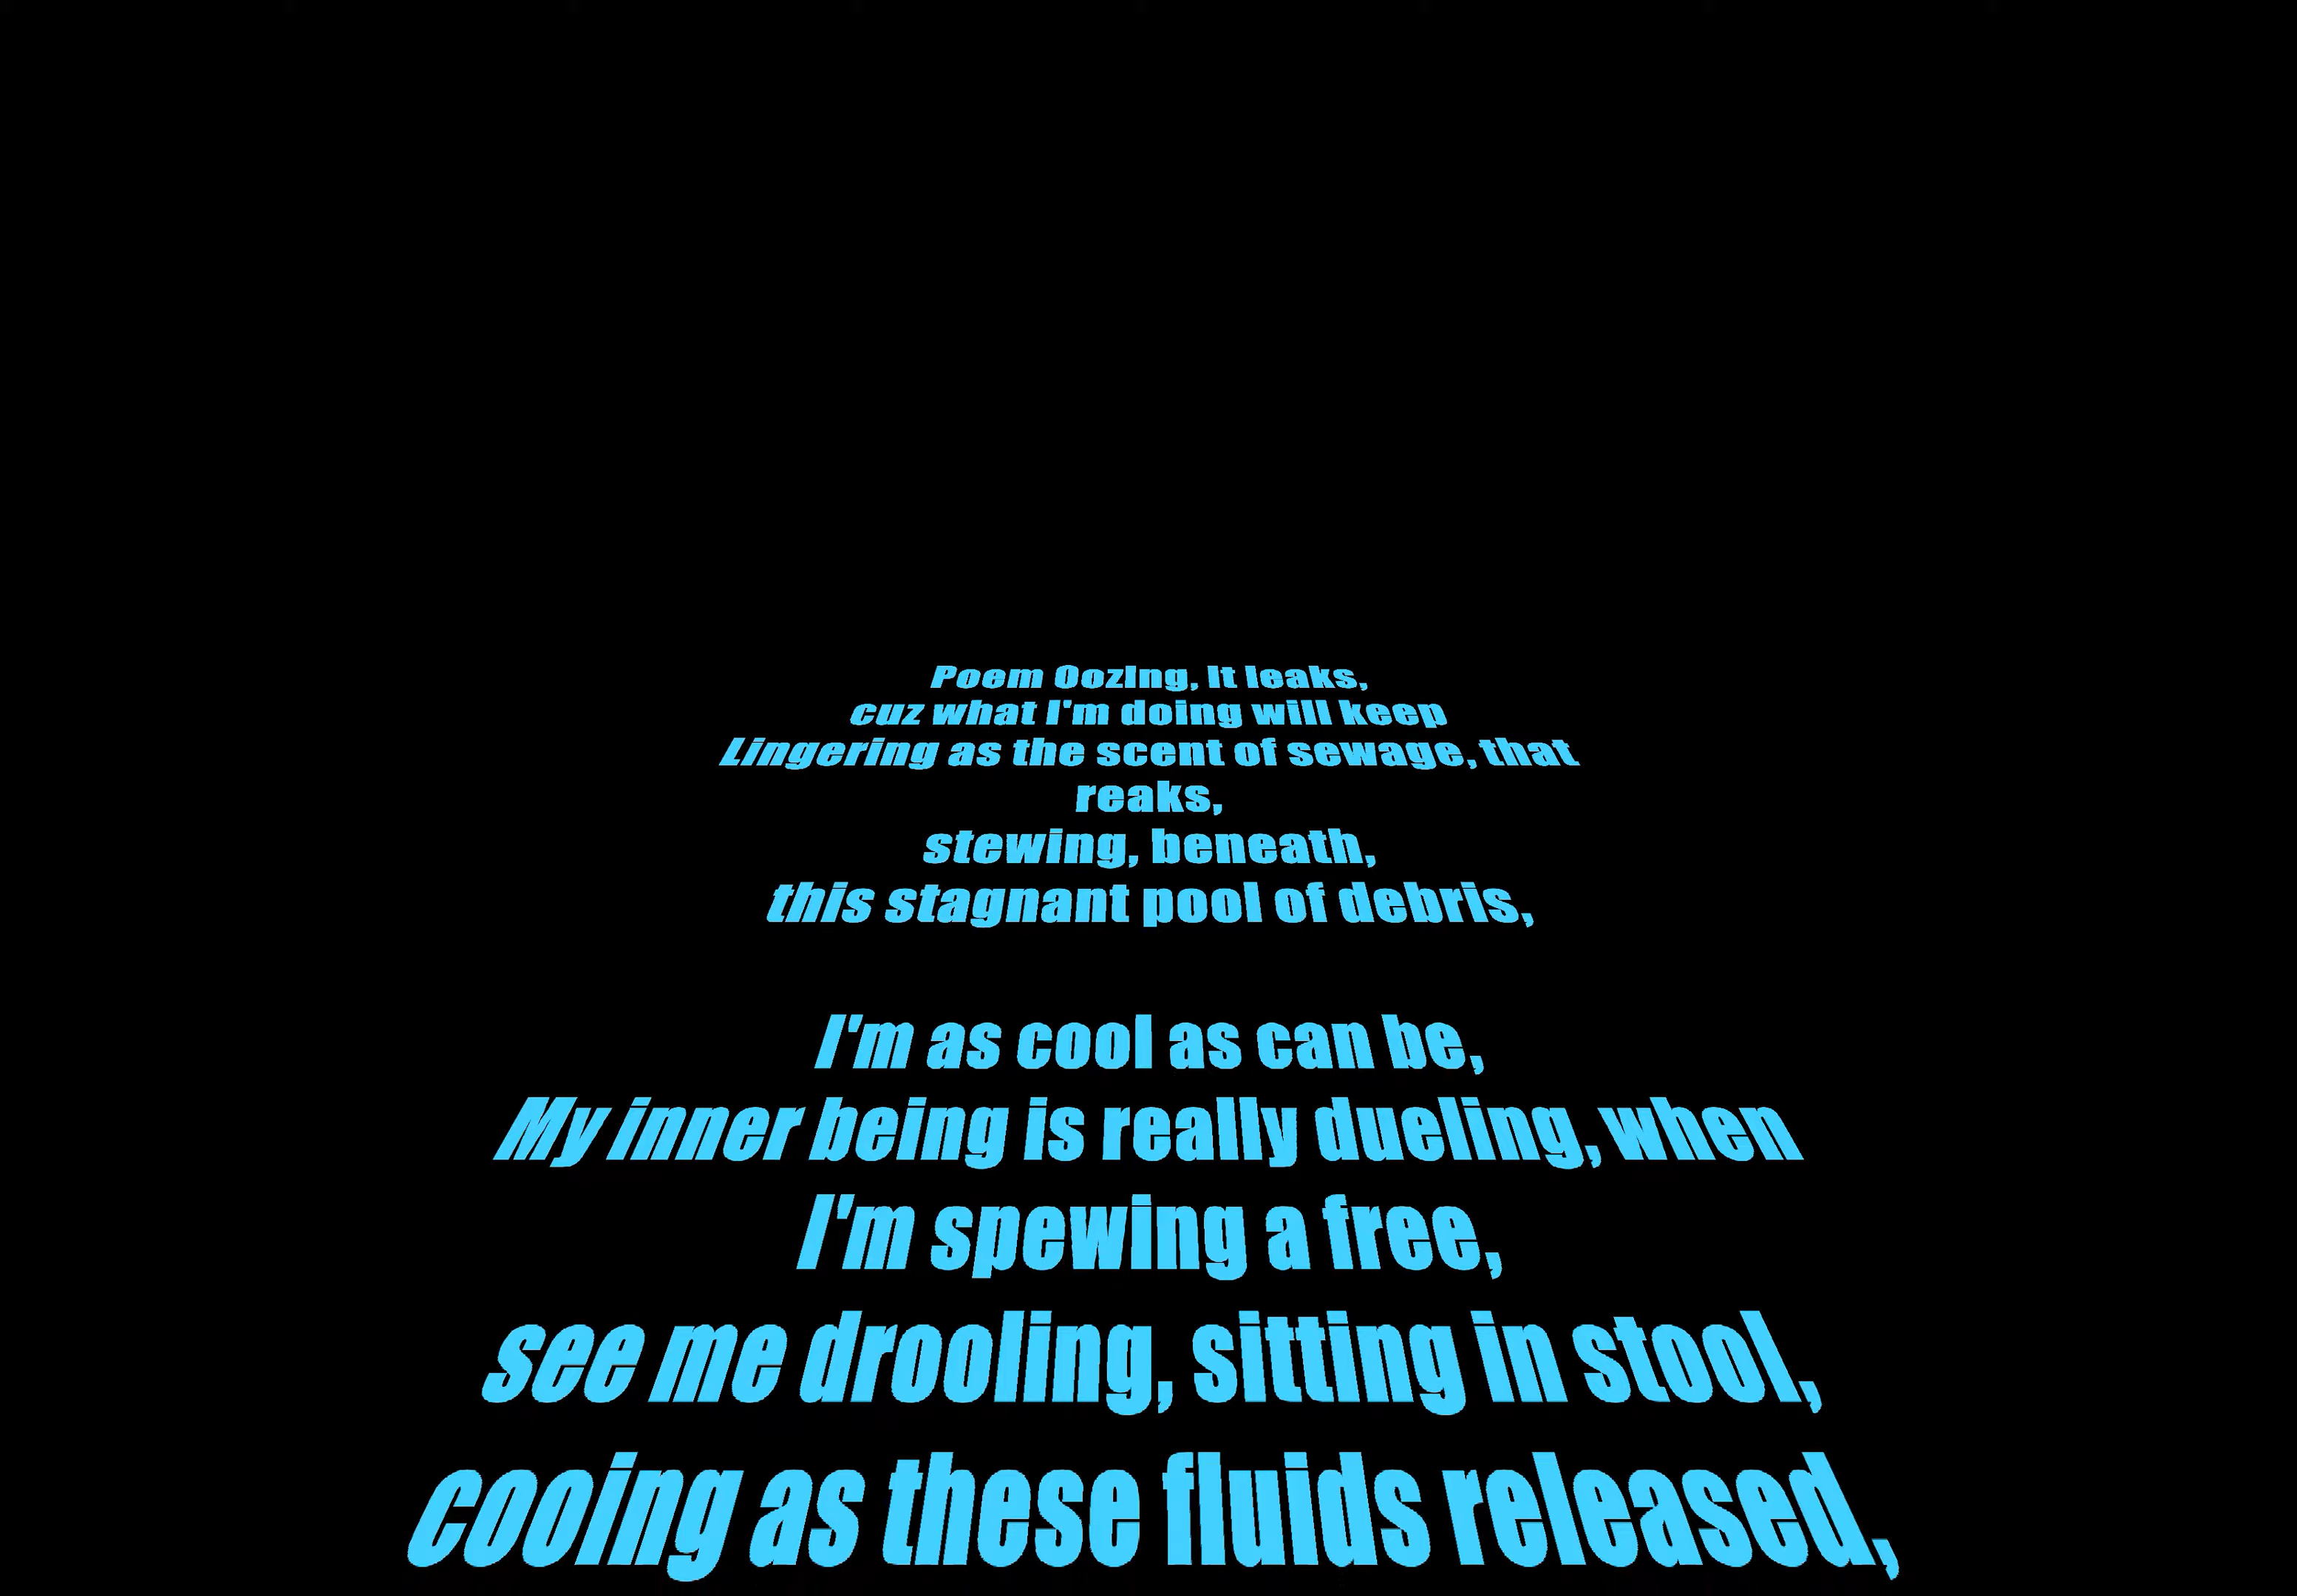 Poem Oozing, it leaks,
cuz what I'm doing will keep
Lingering as the scent of sewage, that
reaks,
stewing, beneath,
this stagnant pool of debris,
I'm as cool as can be,
My inner being is really dueling, when
I'm spewing a free,
see me drooling, sitting in stool,
cooing as these fluids released,